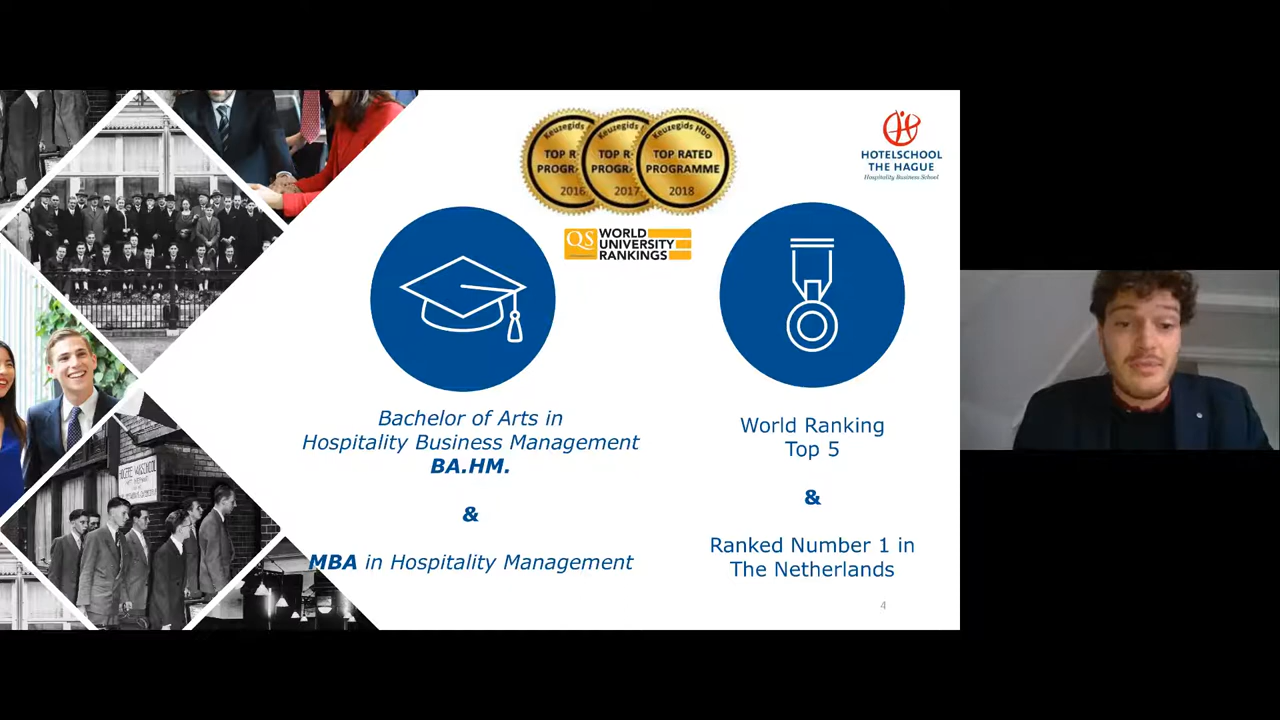 Keuzegids
TOP R
PROGR
2016
Keuzegids
TOP R
PROGR
2017
Keuzegids Hbo
TOP RATED
PROGRAMME
2018
HOTELSCHOOL
THE HAGUE
Hospitality Business School
QS
WORLD
UNIVERSITY
RANKINGS
Bachelor of Arts in
Hospitality Business Management
BA.HM.
&
MBA in Hospitality Management
World Ranking
Top 5
&
Ranked Number 1 in
The Netherlands
4